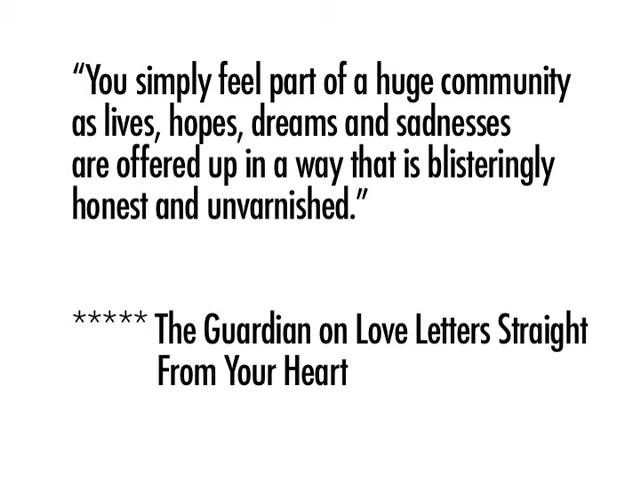 “You simply feel part of a huge community
as lives, hopes, dreams and sadnesses
are offered up in a way that is blisteringly
honest and unvarnished.”
***** The Guardian on Love Letters Straight
From Your Heart